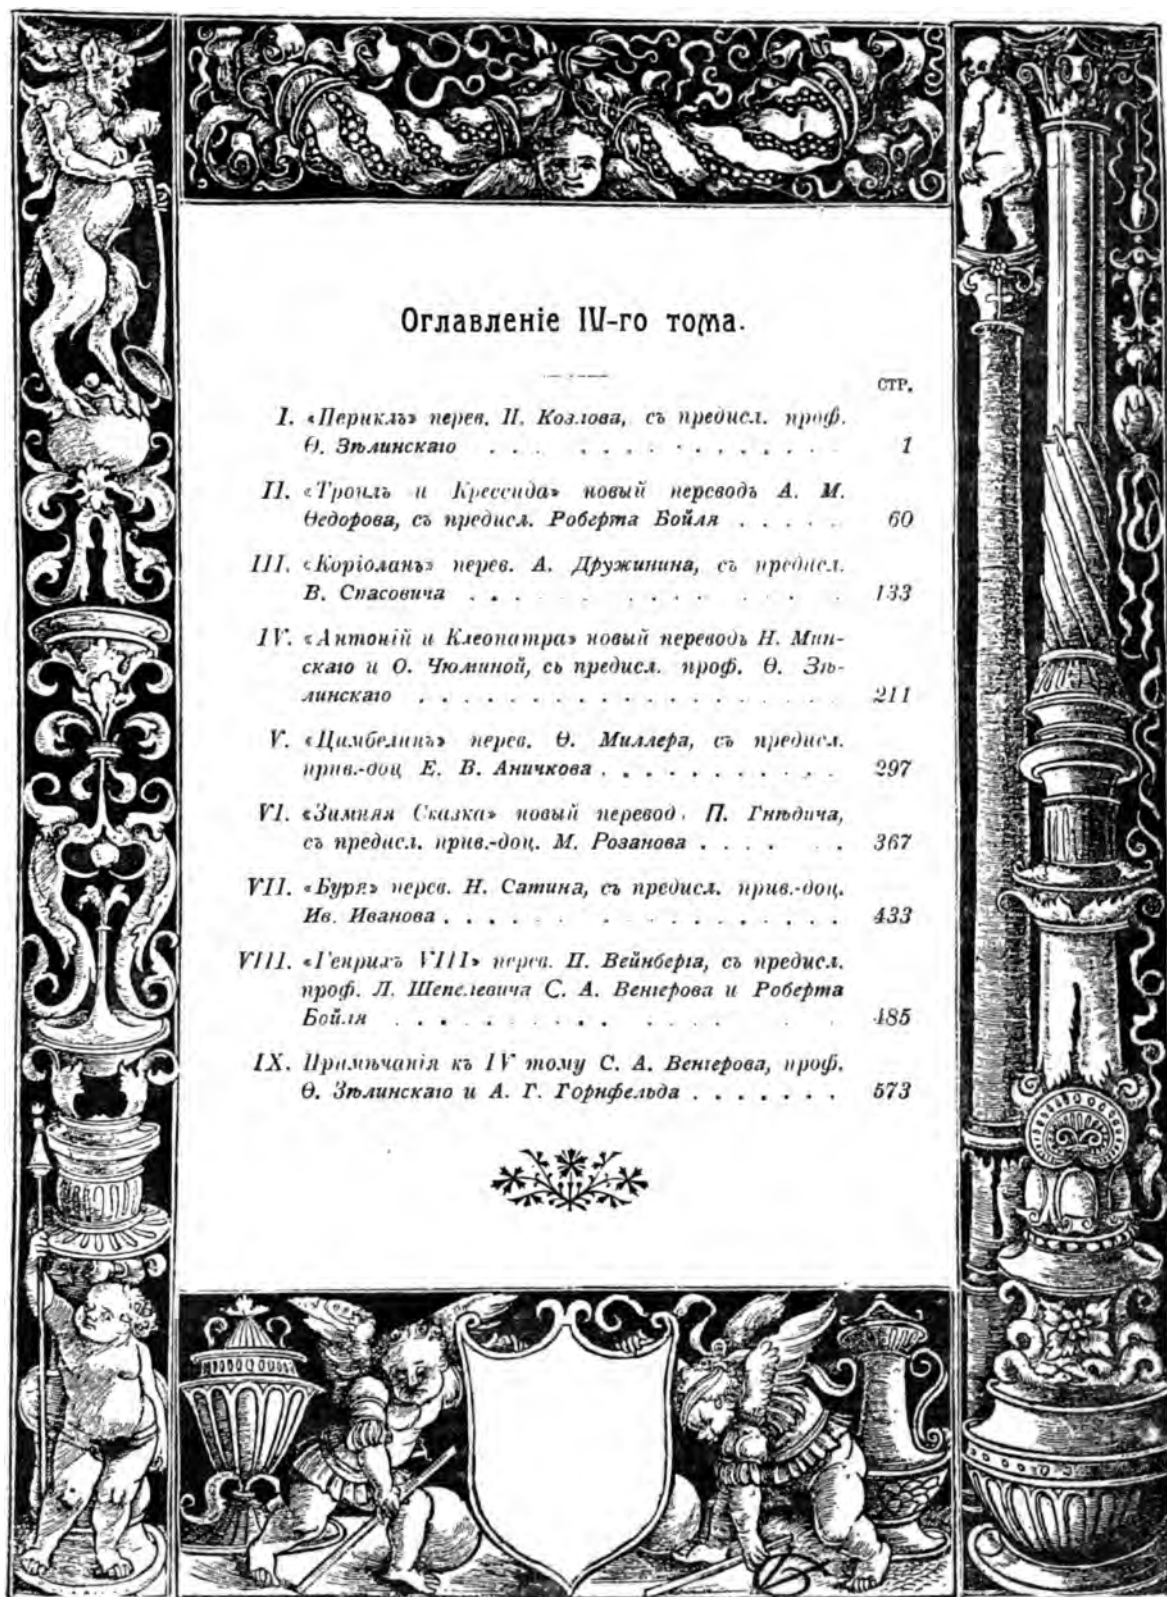 Оглавленіе IV-го тома.
СТР.
I. «Периклъ» перев. П. Козлова, съ предисл. проф.
Ѳ. Зѣлинскаго . . . . . . . . . . . . 1
II. «Троилъ и Крессида» новый переводъ А. М.
Ѳедорова, съ предисл. Роберта Бойля . . . . . 60
III. «Коріоланъ» перев. А. Дружинина, съ предисл.
В. Спасовича . . . . . . . . . . 133
IV. «Антоній и Клеопатра» новый переводъ Н. Мин-
скаго и О. Чюминой, съ предисл. проф. Ѳ. Зѣ-
линскаго . . . . . . . . . . . . . . . . 211
V. «Цимбелинъ» перев. Ѳ. Миллера, съ предисл.
прив.-доц Е. В. Аничкова . . . . . . . . . . . 297
VI. «Зимняя Сказка» новый перевод. П. Гнѣдича,
съ предисл. прив.-доц. М. Розанова . . . . . . 367
VII. «Буря» перев. Н. Сатина, съ предисл. прив.-доц.
Ив. Иванова . . . . . . . . . . . . . . . 433
VIII. «Генрихъ VIII» перев. П. Вейнберга, съ предисл.
проф. Л. Шепелевича С. А. Венгерова и Роберта
Бойля . . . . . . . . . . . . . 485
IX. Примѣчанія къ IV тому С. А. Венгерова, проф.
Ѳ. Зѣлинскаго и А. Г. Горнфельда . . . . . . . 573